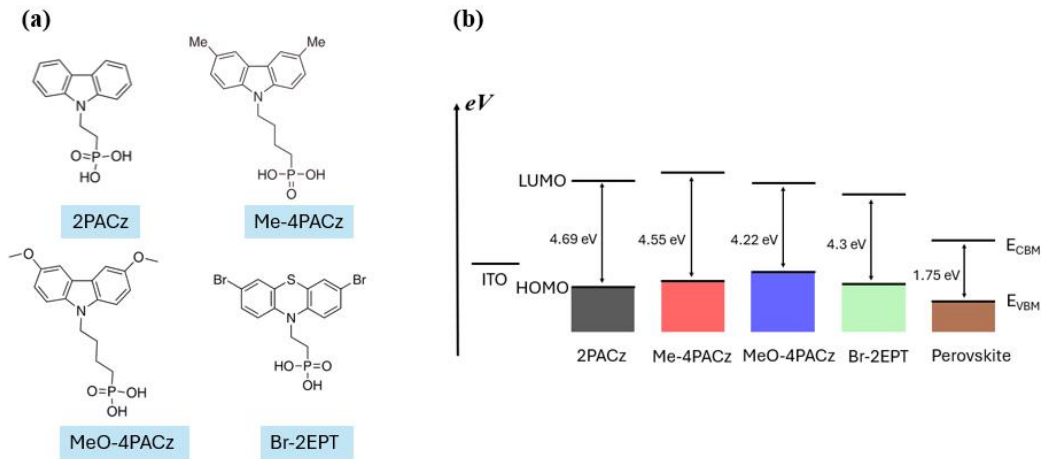 (a)
(b)
Me
Me
N
O
P
OH
HO
2PACz
N
HO
P
OH
O
Me-4PACz
O
O
N
O
P
OH
OH
MeO-4PACz
Br
S
Br
N
HO
P
O
OH
Br-2EPT
eV
LUMO
4.69 eV
4.55 eV
4.22 eV
4.3 eV
1.75 eV
ECBM
ITO
HOMO
EVBM
2PACz
Me-4PACz
MeO-4PACz
Br-2EPT
Perovskite